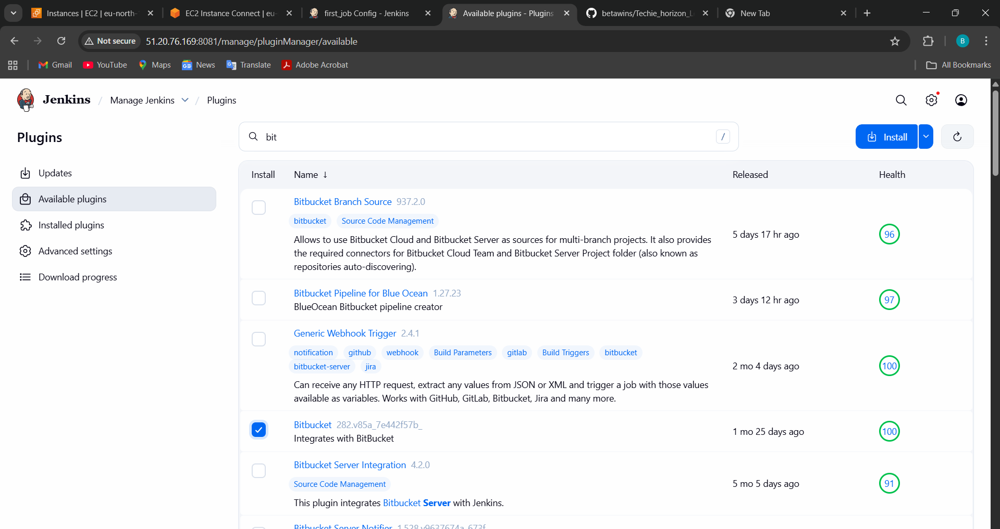 Instances | EC2 | eu-north-
EC2 Instance Connect | eu-
first_job Config - Jenkins
Available plugins - Plugins
betawins/Techie_horizon_L
New Tab
Not secure
51.20.76.169:8081/manage/pluginManager/available
B
Gmail
YouTube
Maps
News
Translate
Adobe Acrobat
All Bookmarks
Jenkins / Manage Jenkins / Plugins
Plugins
bit
/
Install
Updates
Available plugins
Installed plugins
Advanced settings
Download progress
Install Name ↓ Released Health
Bitbucket Branch Source 937.2.0
bitbucket Source Code Management
Allows to use Bitbucket Cloud and Bitbucket Server as sources for multi-branch projects. It also provides
the required connectors for Bitbucket Cloud Team and Bitbucket Server Project folder (also known as
repositories auto-discovering).
5 days 17 hr ago
96
Bitbucket Pipeline for Blue Ocean 1.27.23
BlueOcean Bitbucket pipeline creator
3 days 12 hr ago
97
Generic Webhook Trigger 2.4.1
notification github webhook Build Parameters gitlab Build Triggers bitbucket
bitbucket-server jira
Can receive any HTTP request, extract any values from JSON or XML and trigger a job with those values
available as variables. Works with GitHub, GitLab, Bitbucket, Jira and many more.
2 mo 4 days ago
100
Bitbucket 282.v85a_7e442f57b_
Integrates with BitBucket
1 mo 25 days ago
100
Bitbucket Server Integration 4.2.0
Source Code Management
This plugin integrates Bitbucket Server with Jenkins.
5 mo 5 days ago
91
Bitbucket Server Notifier 1.528.v9637674a_673f